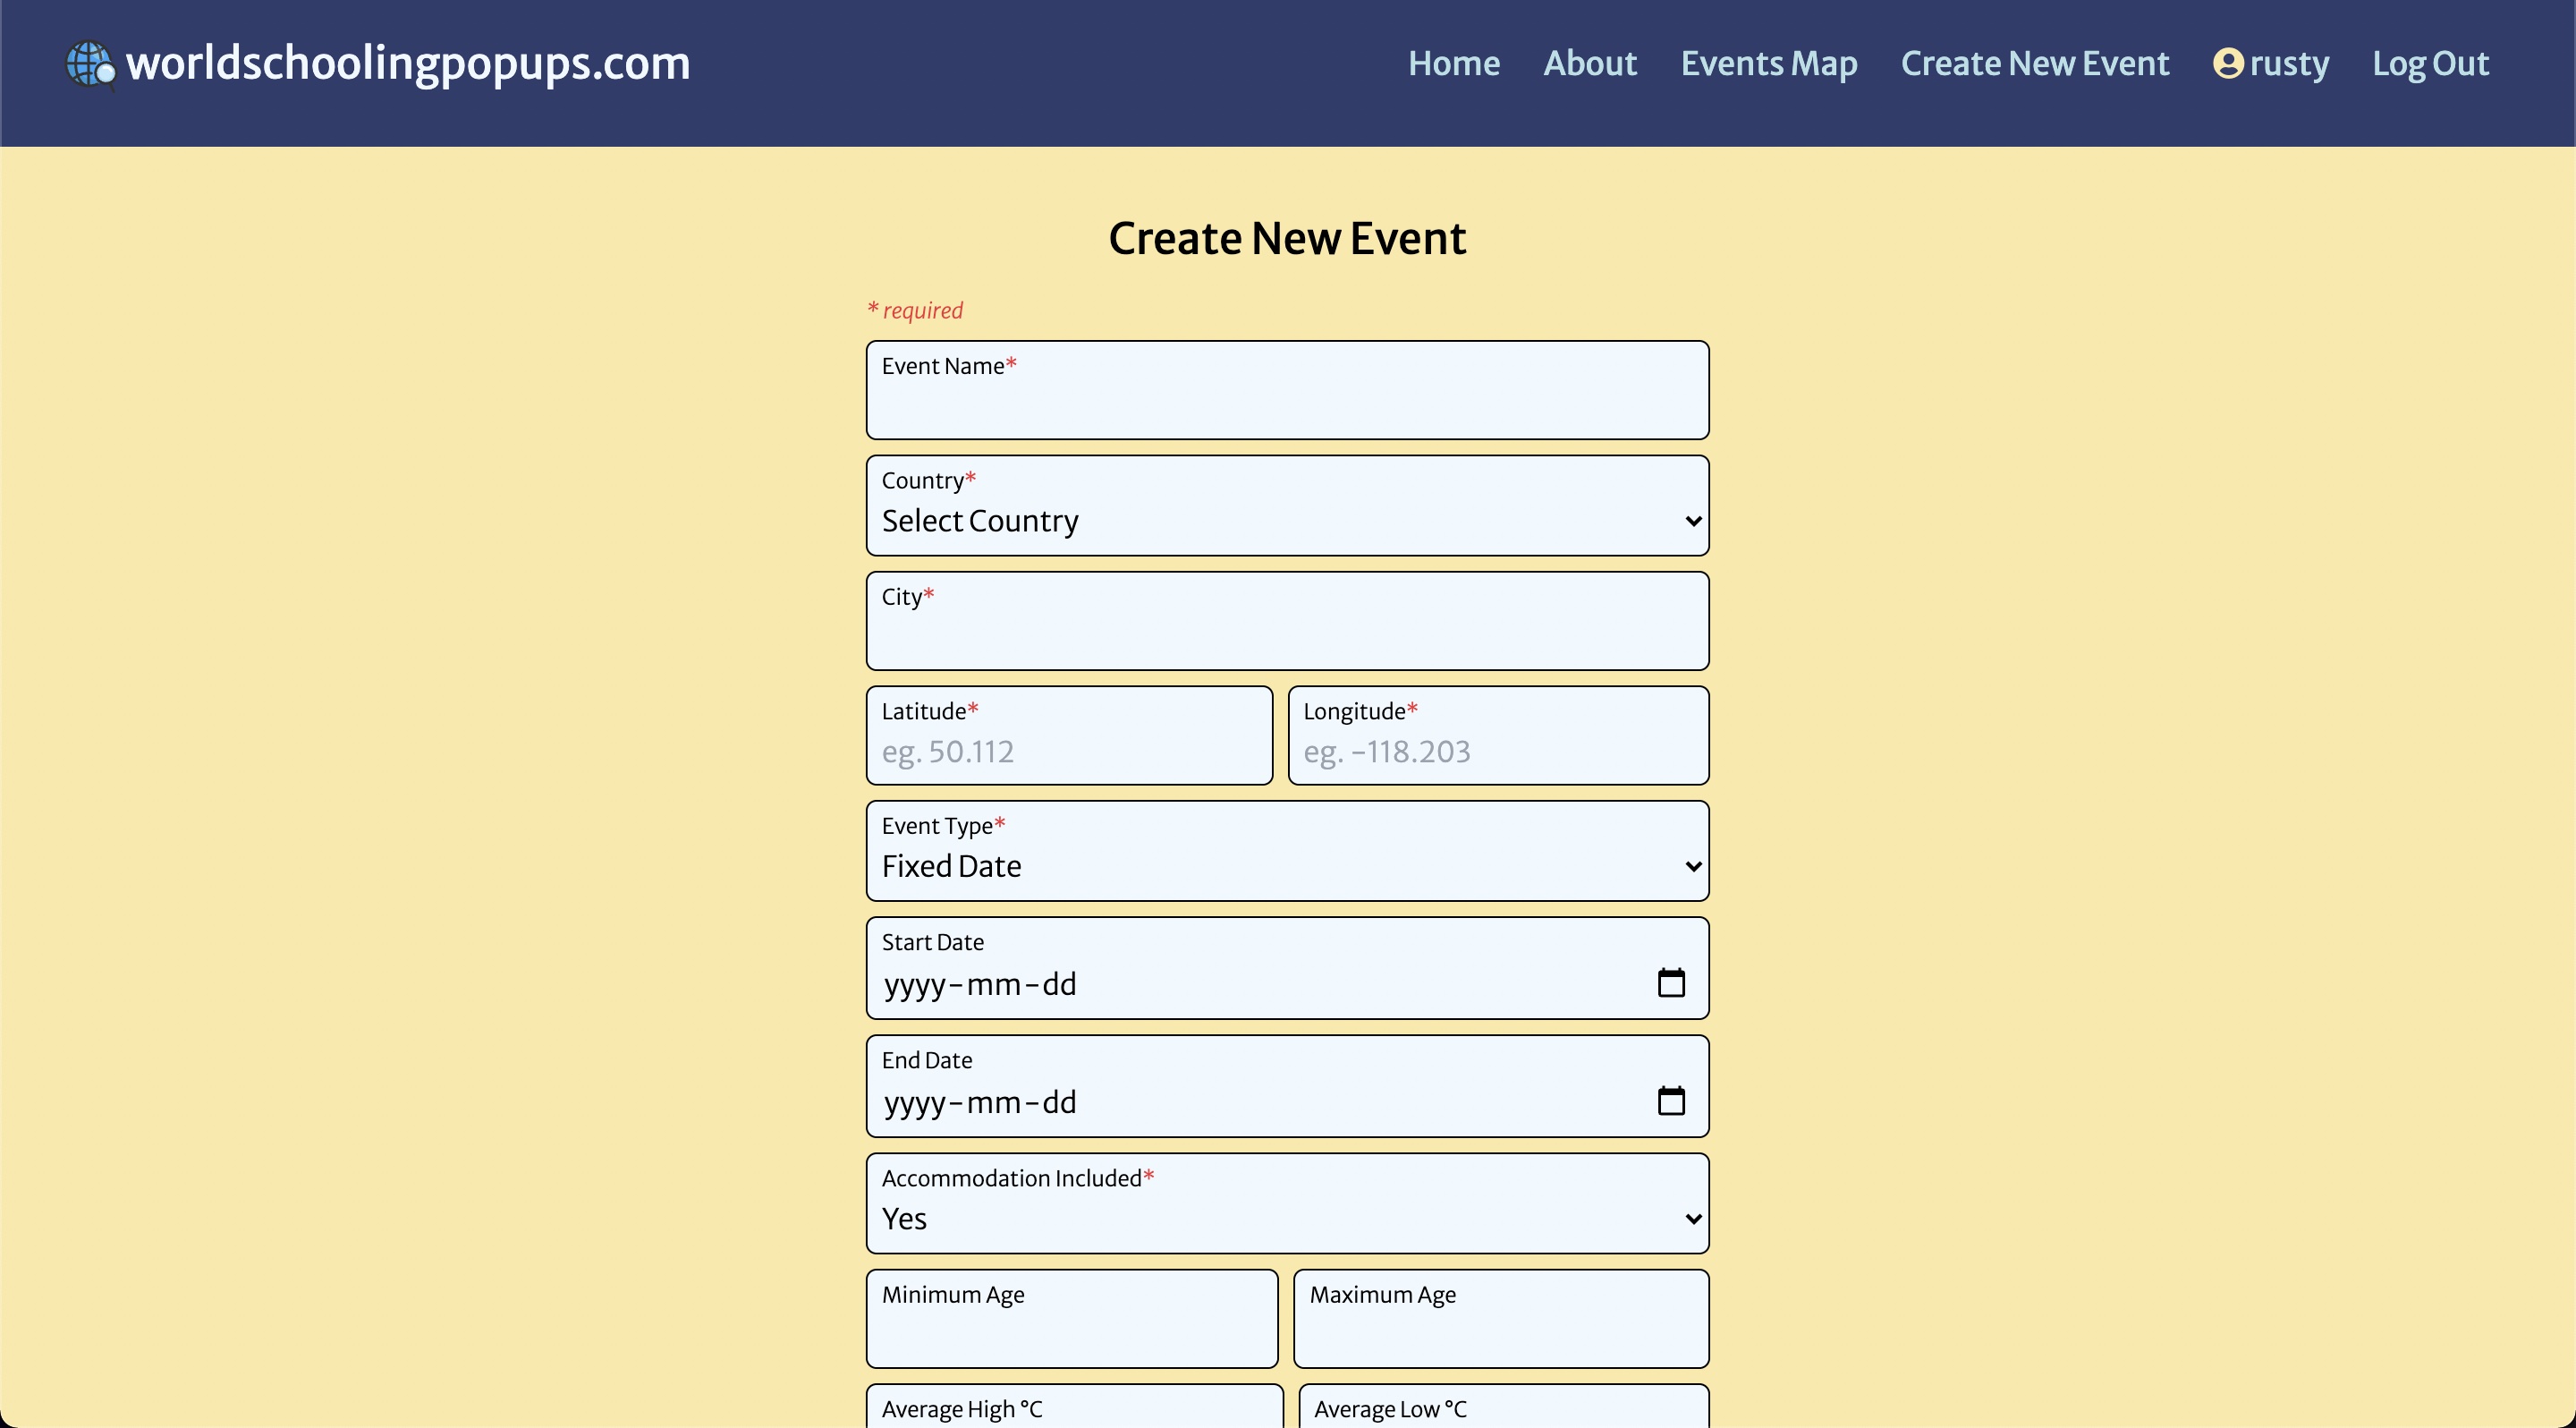 worldschoolingpopups.com Home About Events Map Create New Event rusty Log Out
Create New Event
* required
Event Name*
Country*
Select Country
City*
Latitude* Longitude*
eg. 50.112 eg. -118.203
Event Type*
Fixed Date
Start Date
yyyy-mm-dd
End Date
yyyy-mm-dd
Accommodation Included*
Yes
Minimum Age Maximum Age
Average High °C Average Low °C